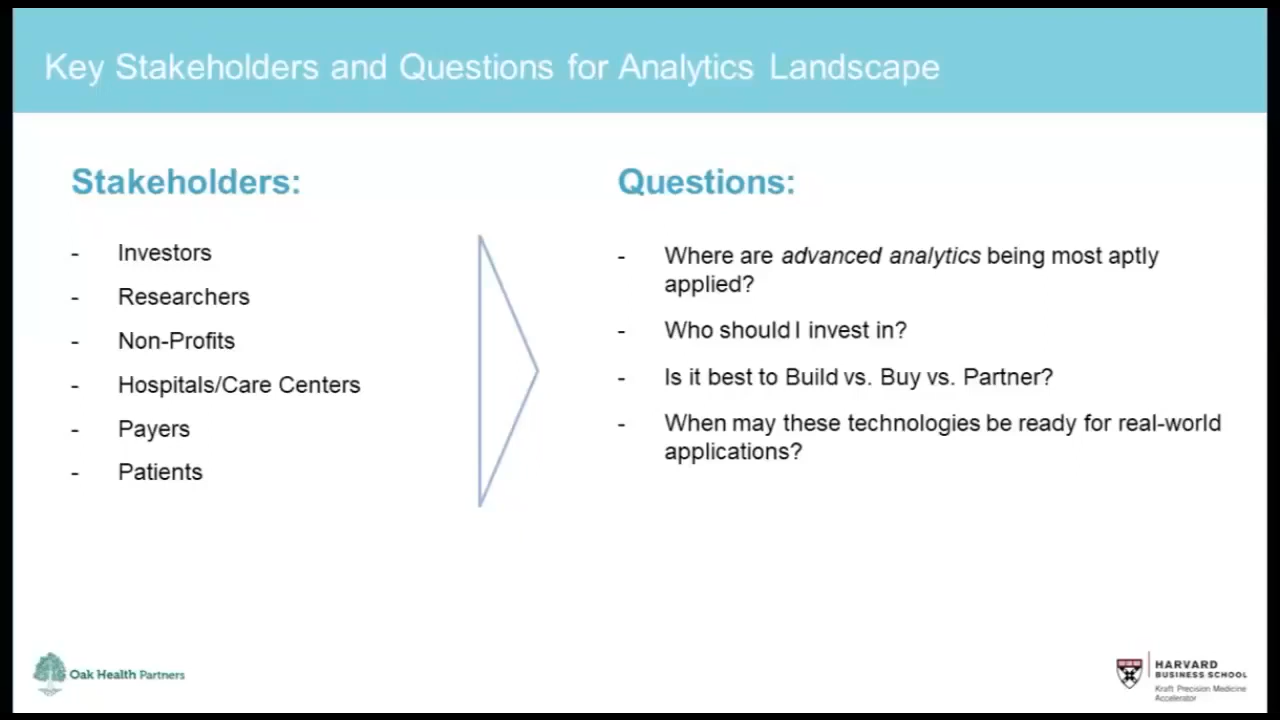 Key Stakeholders and Questions for Analytics Landscape
Stakeholders:
- Investors
- Researchers
- Non-Profits
- Hospitals/Care Centers
- Payers
- Patients
Questions:
- Where are advanced analytics being most aptly
applied?
- Who should I invest in?
- Is it best to Build vs. Buy vs. Partner?
- When may these technologies be ready for real-world
applications?
Oak Health Partners
HARVARD
BUSINESS SCHOOL
Kraft Precision Medicine
Accelerator